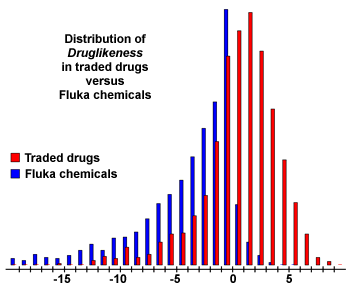 Distribution of
Druglikeness
in traded drugs
versus
Fluka chemicals
Traded drugs
Fluka chemicals
-15 -10 -5 0 5